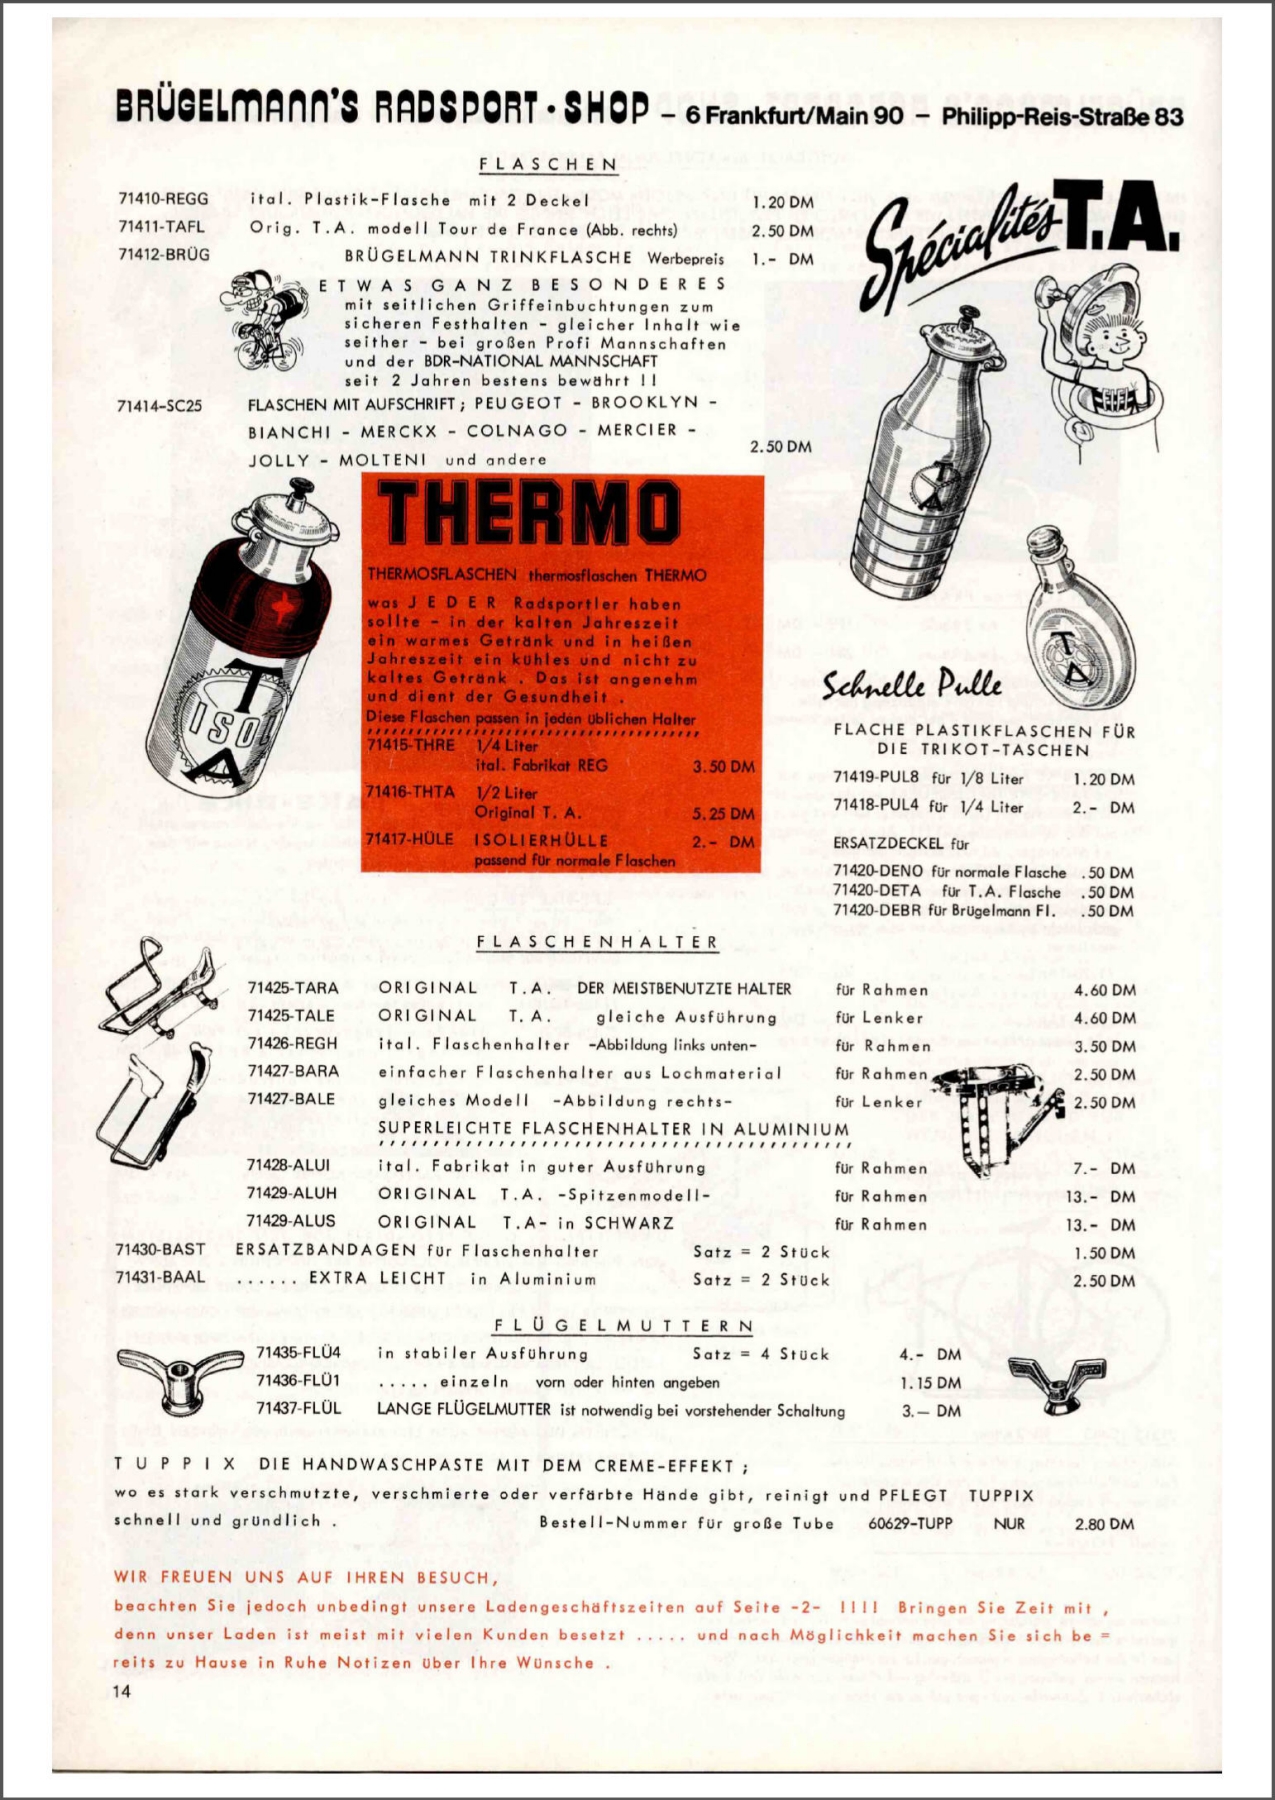 BRÜGELMANN'S RADSPORT · SHOP – 6 Frankfurt/Main 90 – Philipp-Reis-Straße 83
FLASCHEN
71410-REGG ital. Plastik-Flasche mit 2 Deckel 1.20 DM
71411-TAFL Orig. T.A. modell Tour de France (Abb. rechts) 2.50 DM
71412-BRÜG BRÜGELMANN TRINKFLASCHE Werbepreis 1.- DM
ETWAS GANZ BESONDERES
mit seitlichen Griffeinbuchtungen zum
sicheren Festhalten - gleicher Inhalt wie
seither - bei großen Profi Mannschaften
und der BDR-NATIONAL MANNSCHAFT
seit 2 Jahren bestens bewährt !!
71414-SC25 FLASCHEN MIT AUFSCHRIFT; PEUGEOT - BROOKLYN -
BIANCHI - MERCKX - COLNAGO - MERCIER -
JOLLY - MOLTENI und andere 2.50 DM
Spécialités T.A.
TA
TA
T ISOL A
THERMO
THERMOSFLASCHEN thermosflaschen THERMO
was JEDER Radsportler haben
sollte - in der kalten Jahreszeit
ein warmes Getränk und in heißen
Jahreszeit ein kühles und nicht zu
kaltes Getränk . Das ist angenehm
und dient der Gesundheit .
Diese Flaschen passen in jeden üblichen Halter
71415-THRE 1/4 Liter
ital. Fabrikat REG 3.50 DM
71416-THTA 1/2 Liter
Original T. A. 5.25 DM
71417-HÜLE ISOLIERHÜLLE 2.- DM
passend für normale Flaschen
Schnelle Pulle
FLACHE PLASTIKFLASCHEN FÜR
DIE TRIKOT-TASCHEN
71419-PUL8 für 1/8 Liter 1.20 DM
71418-PUL4 für 1/4 Liter 2.- DM
ERSATZDECKEL für
71420-DENO für normale Flasche .50 DM
71420-DETA für T.A. Flasche .50 DM
71420-DEBR für Brügelmann Fl. .50 DM
FLASCHENHALTER
71425-TARA ORIGINAL T.A. DER MEISTBENUTZTE HALTER für Rahmen 4.60 DM
71425-TALE ORIGINAL T.A. gleiche Ausführung für Lenker 4.60 DM
71426-REGH ital. Flaschenhalter -Abbildung links unten- für Rahmen 3.50 DM
71427-BARA einfacher Flaschenhalter aus Lochmaterial für Rahmen 2.50 DM
71427-BALE gleiches Modell -Abbildung rechts- für Lenker 2.50 DM
SUPERLEICHTE FLASCHENHALTER IN ALUMINIUM
71428-ALUI ital. Fabrikat in guter Ausführung für Rahmen 7.- DM
71429-ALUH ORIGINAL T.A. -Spitzenmodell- für Rahmen 13.- DM
71429-ALUS ORIGINAL T.A- in SCHWARZ für Rahmen 13.- DM
71430-BAST ERSATZBANDAGEN für Flaschenhalter Satz = 2 Stück 1.50 DM
71431-BAAL ...... EXTRA LEICHT in Aluminium Satz = 2 Stück 2.50 DM
FLÜGELMUTTERN
71435-FLÜ4 in stabiler Ausführung Satz = 4 Stück 4.- DM
71436-FLÜ1 ..... einzeln vorn oder hinten angeben 1.15 DM
71437-FLÜL LANGE FLÜGELMUTTER ist notwendig bei vorstehender Schaltung 3.— DM
TUPPIX DIE HANDWASCHPASTE MIT DEM CREME-EFFEKT ;
wo es stark verschmutzte, verschmierte oder verfärbte Hände gibt, reinigt und PFLEGT TUPPIX
schnell und gründlich . Bestell-Nummer für große Tube 60629-TUPP NUR 2.80 DM
WIR FREUEN UNS AUF IHREN BESUCH,
beachten Sie jedoch unbedingt unsere Ladengeschäftszeiten auf Seite -2- !!!! Bringen Sie Zeit mit ,
denn unser Laden ist meist mit vielen Kunden besetzt ..... und nach Möglichkeit machen Sie sich be =
reits zu Hause in Ruhe Notizen über Ihre Wünsche .
14